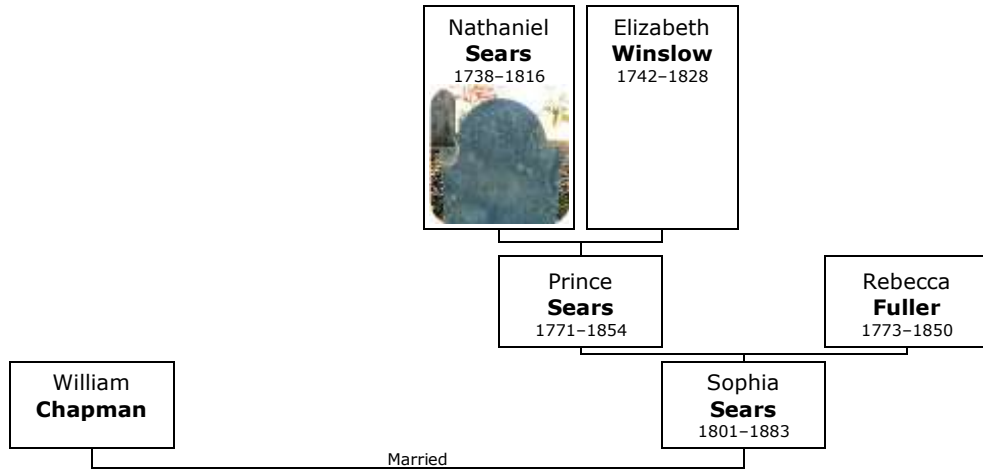 Nathaniel
Sears
1738–1816
Elizabeth
Winslow
1742–1828
Prince
Sears
1771–1854
Rebecca
Fuller
1773–1850
William
Chapman
Sophia
Sears
1801–1883
Married